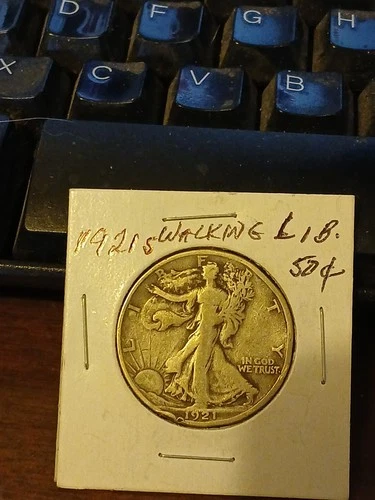 D F G H
X C V B
1921s WALKING LIB.
50¢
LIBERTY
IN GOD
WE TRUST
1921